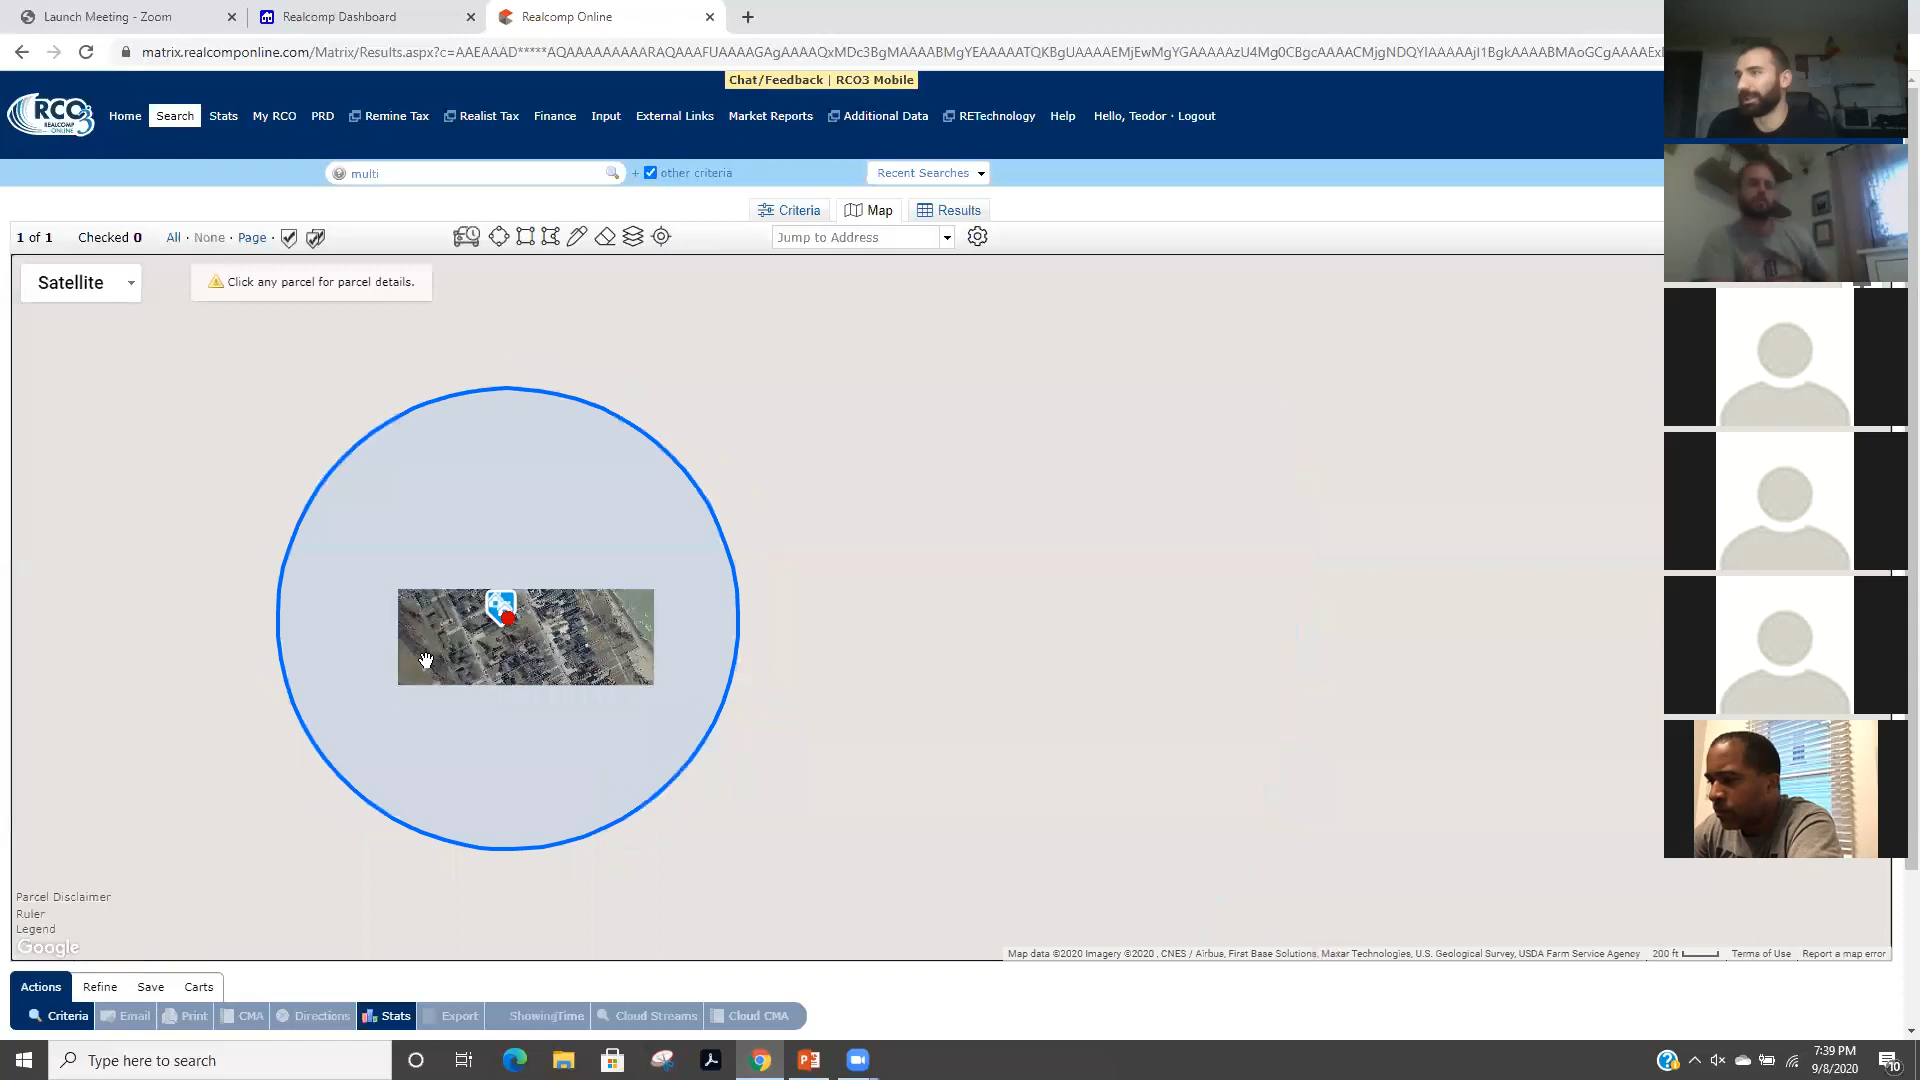 Launch Meeting - Zoom
Realcomp Dashboard
Realcomp Online
Chat/Feedback | RCO3 Mobile
RCO3
REALCOMP
ONLINE
Home Search Stats My RCO PRD Remine Tax Realist Tax Finance Input External Links Market Reports Additional Data RETechnology Help Hello, Teodor · Logout
multi
+ other criteria
Recent Searches
Criteria Map Results
1 of 1 Checked 0 All · None · Page ·
Jump to Address
Satellite
Click any parcel for parcel details.
Parcel Disclaimer
Ruler
Legend
Google
Map data ©2020 Imagery ©2020 , CNES / Airbus, First Base Solutions, Maxar Technologies, U.S. Geological Survey, USDA Farm Service Agency 200 ft Terms of Use Report a map error
Actions Refine Save Carts
Criteria Email Print CMA Directions Stats Export ShowingTime Cloud Streams Cloud CMA
Type here to search
7:39 PM
9/8/2020
10